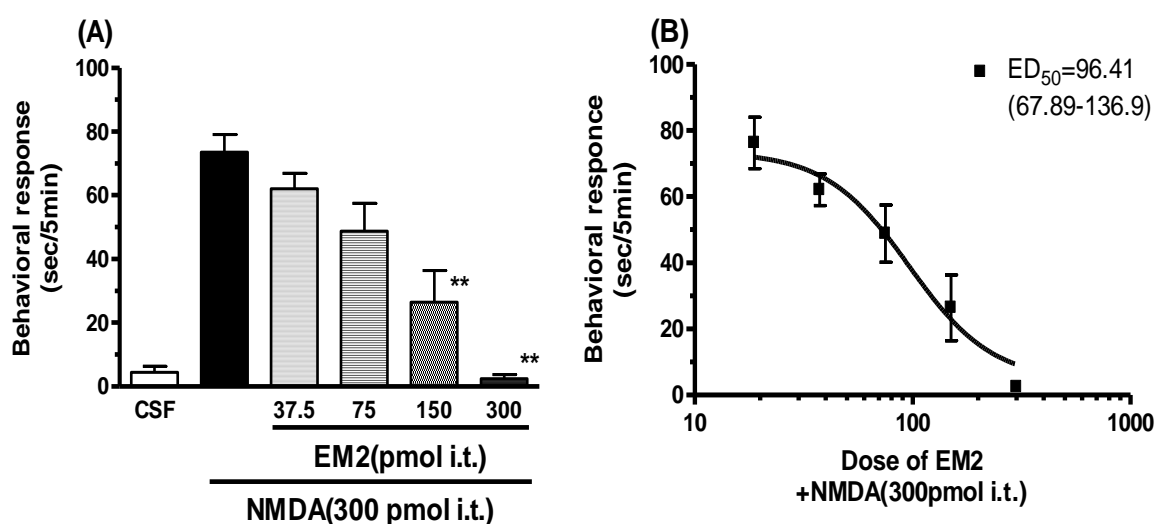 (A)
100
80
60
40
20
0
Behavioral response
(sec/5min)
**
**
CSF
37.5 75 150 300
EM2(pmol i.t.)
NMDA(300 pmol i.t.)
(B)
100
80
60
40
20
0
Behavioral responce
(sec/5min)
ED50=96.41
(67.89-136.9)
10 100 1000
Dose of EM2
+NMDA(300pmol i.t.)